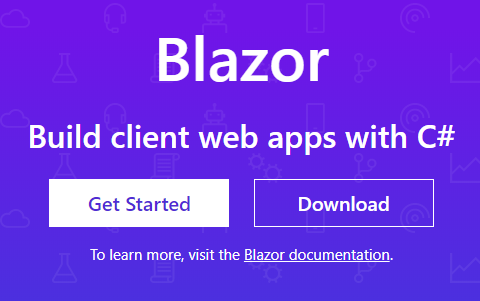 Blazor
Build client web apps with C#
Get Started
Download
To learn more, visit the Blazor documentation.